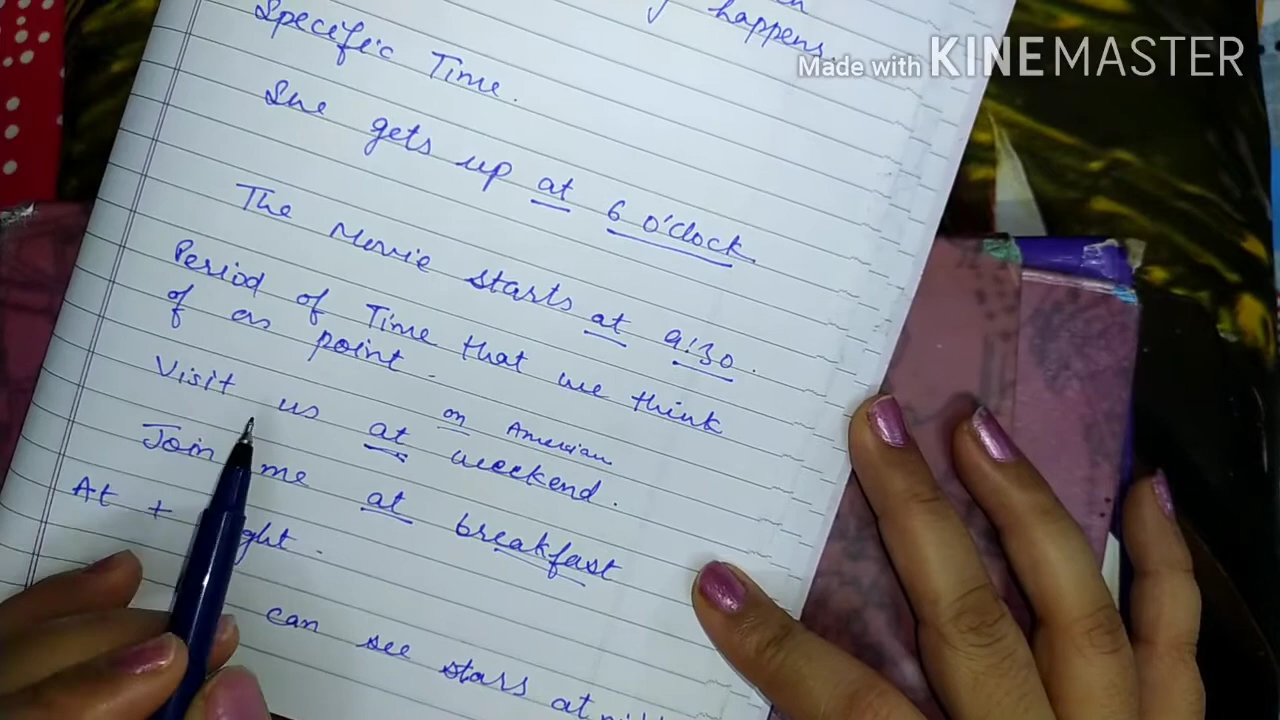 happens.
Made with KINEMASTER
Specific Time.
She gets up at 6 O'clock
The Movie starts at 9:30.
Period of Time that we think
of as point.
Visit us at weekend.
on American
Join me at breakfast
At +
can see stars at